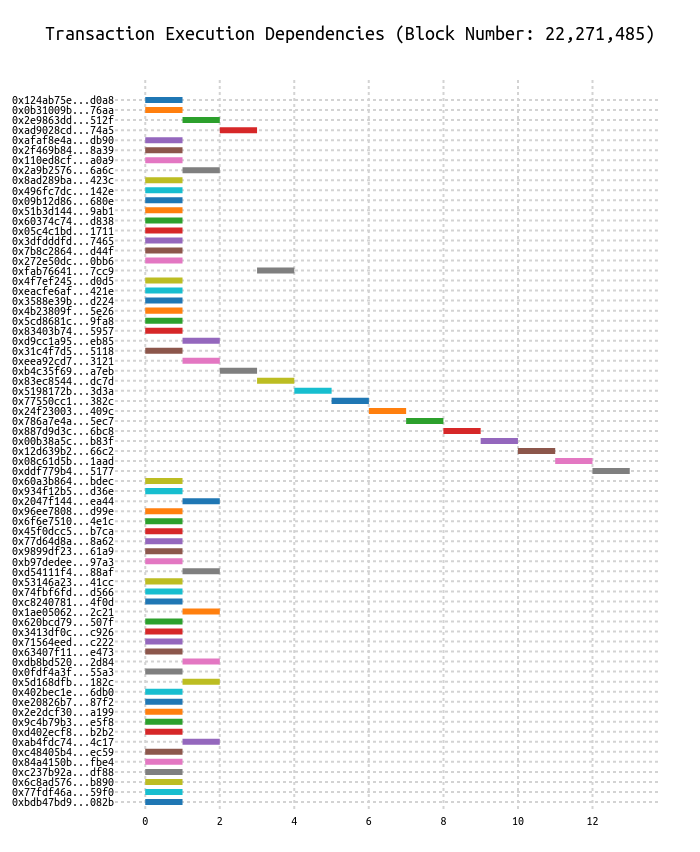 Transaction Execution Dependencies (Block Number: 22,271,485)
0x124ab75e...d0a8
0x0b31009b...76aa
0x2e9863dd...512f
0xad9028cd...74a5
0xafaf8e4a...db90
0x2f469b84...8a39
0x110ed8cf...a0a9
0x2a9b2576...6a6c
0x8ad289ba...423c
0x496fc7dc...142e
0x09b12d86...680e
0x51b3d144...9ab1
0x60374c74...d838
0x05c4c1bd...1711
0x3dfdddfd...7465
0x7b8c2864...d44f
0x272e50dc...0bb6
0xfab76641...7cc9
0x4f7ef245...d0d5
0xeacfe6af...421e
0x3588e39b...d224
0x4b23809f...5e26
0x5cd8681c...9fa8
0x83403b74...5957
0xd9cc1a95...eb85
0x31c4f7d5...5118
0xeea92cd7...3121
0xb4c35f69...a7eb
0x83ec8544...dc7d
0x5198172b...3d3a
0x77550cc1...382c
0x24f23003...409c
0x786a7e4a...5ec7
0x887d9d3c...6bc8
0x00b38a5c...b83f
0x12d639b2...66c2
0x08c61d5b...1aad
0xddf779b4...5177
0x60a3b864...bdec
0x934f12b5...d36e
0x2047f144...ea44
0x96ee7808...d99e
0x6f6e7510...4e1c
0x45f0dcc5...b7ca
0x77d64d8a...8a62
0x9899df23...61a9
0xb97dedee...97a3
0xd54111f4...88af
0x53146a23...41cc
0x74fbf6fd...d566
0xc8240781...4f0d
0x1ae05062...2c21
0x620bcd79...507f
0x3413df0c...c926
0x71564eed...c222
0x63407f11...e473
0xdb8bd520...2d84
0x0fdf4a3f...55a3
0x5d168dfb...182c
0x402bec1e...6db0
0xe20826b7...87f2
0x2e2dcf30...a199
0x9c4b79b3...e5f8
0xd402ecf8...b2b2
0xab4fdc74...4c17
0xc48405b4...ec59
0x84a4150b...fbe4
0xc237b92a...df88
0x6c8ad576...b890
0x77fdf46a...59f0
0xbdb47bd9...082b
0 2 4 6 8 10 12